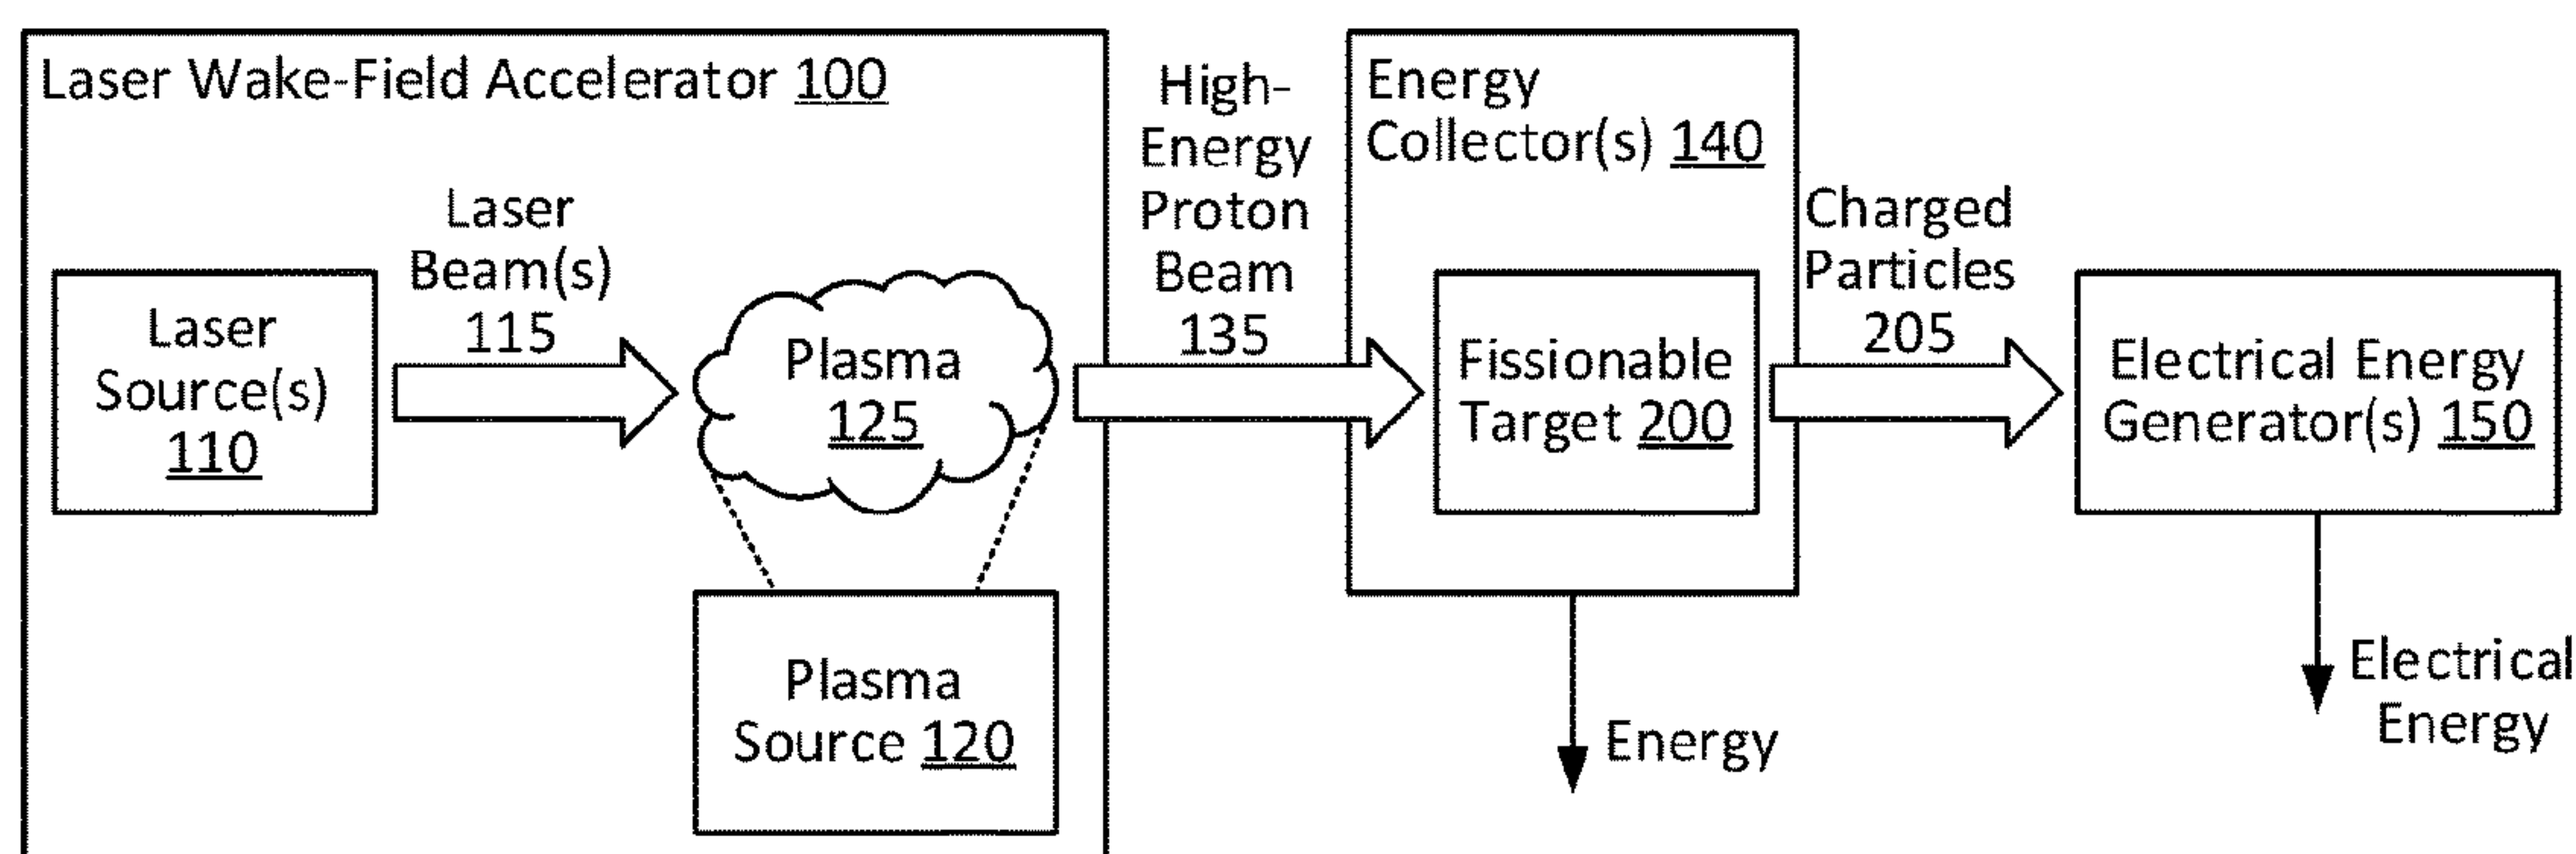 Laser Wake-Field Accelerator 100
Laser
Source(s)
110
Laser
Beam(s)
115
Plasma
125
Plasma
Source 120
High-
Energy
Proton
Beam
135
Energy
Collector(s) 140
Fissionable
Target 200
Energy
Charged
Particles
205
Electrical Energy
Generator(s) 150
Electrical
Energy